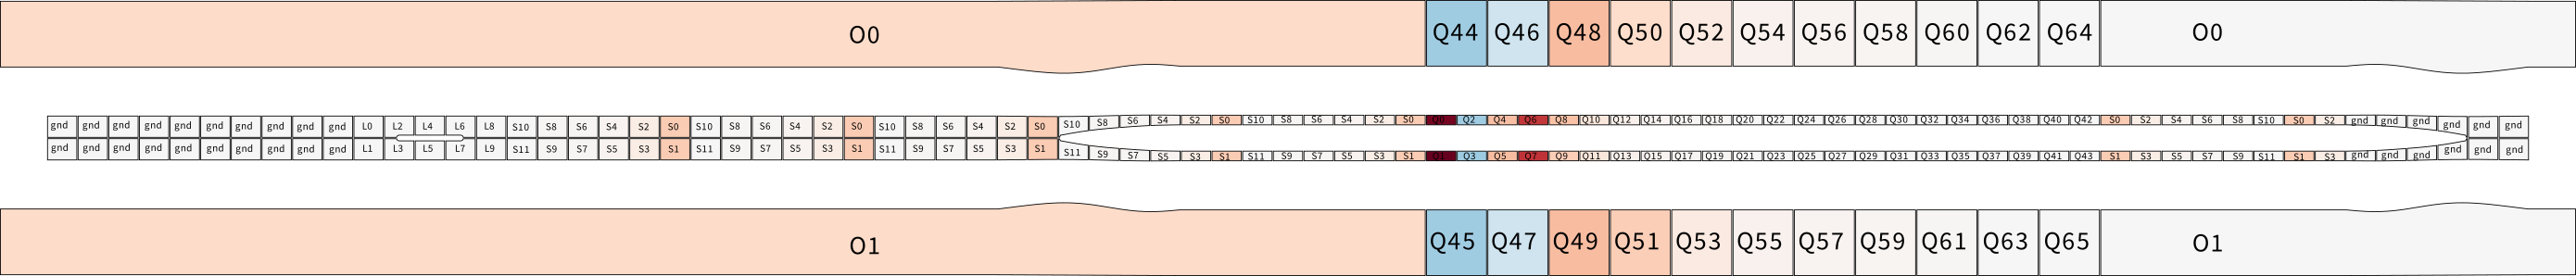 O0 Q44 Q46 Q48 Q50 Q52 Q54 Q56 Q58 Q60 Q62 Q64 O0
gnd gnd gnd gnd gnd gnd gnd gnd gnd gnd L0 L2 L4 L6 L8 S10 S8 S6 S4 S2 S0 S10 S8 S6 S4 S2 S0 S10 S8 S6 S4 S2 S0 S10 S8 S6 S4 S2 S0 S10 S8 S6 S4 S2 S0 Q0 Q2 Q4 Q6 Q8 Q10 Q12 Q14 Q16 Q18 Q20 Q22 Q24 Q26 Q28 Q30 Q32 Q34 Q36 Q38 Q40 Q42 S0 S2 S4 S6 S8 S10 S0 S2 gnd gnd gnd gnd gnd gnd
gnd gnd gnd gnd gnd gnd gnd gnd gnd gnd L1 L3 L5 L7 L9 S11 S9 S7 S5 S3 S1 S11 S9 S7 S5 S3 S1 S11 S9 S7 S5 S3 S1 S11 S9 S7 S5 S3 S1 S11 S9 S7 S5 S3 S1 Q1 Q3 Q5 Q7 Q9 Q11 Q13 Q15 Q17 Q19 Q21 Q23 Q25 Q27 Q29 Q31 Q33 Q35 Q37 Q39 Q41 Q43 S1 S3 S5 S7 S9 S11 S1 S3 gnd gnd gnd gnd gnd gnd
O1 Q45 Q47 Q49 Q51 Q53 Q55 Q57 Q59 Q61 Q63 Q65 O1